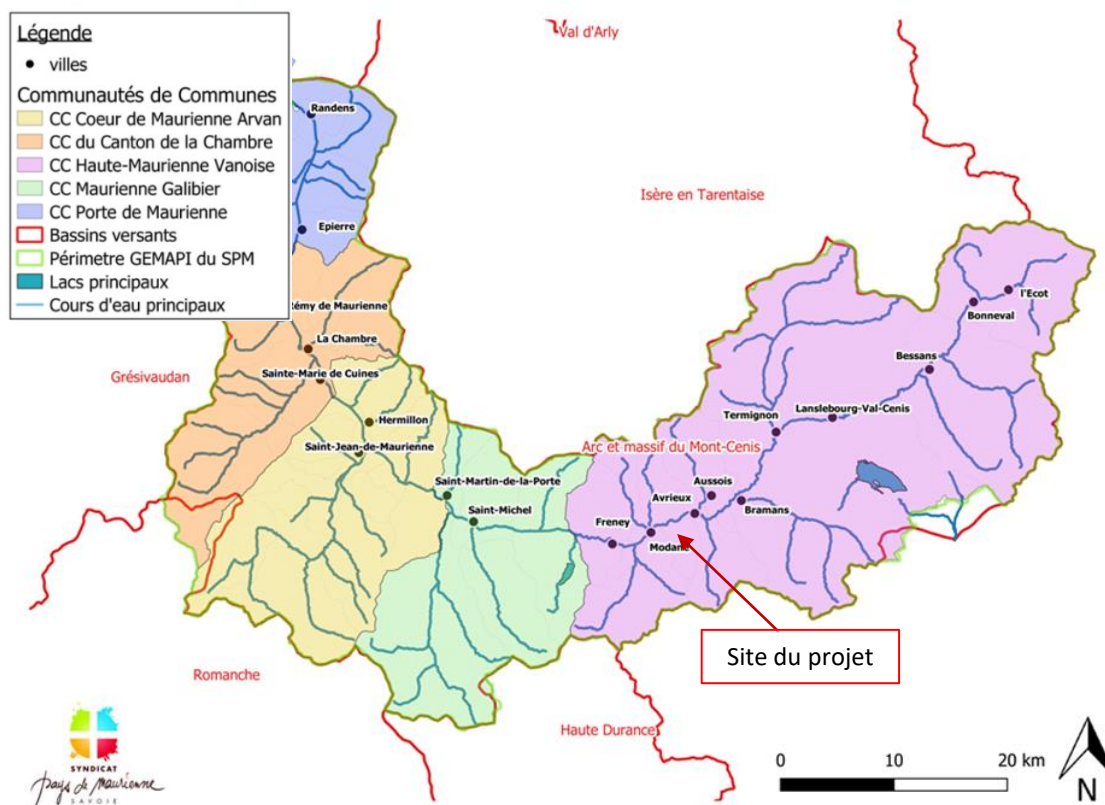 Légende
villes
Communautés de Communes
CC Coeur de Maurienne Arvan
CC du Canton de la Chambre
CC Haute-Maurienne Vanoise
CC Maurienne Galibier
CC Porte de Maurienne
Bassins versants
Périmetre GEMAPI du SPM
Lacs principaux
Cours d'eau principaux
Val d'Arly
Randens
Isère en Tarentaise
Epierre
l'Ecot
Bonneval
Rémy de Maurienne
La Chambre
Bessans
Grésivaudan
Sainte-Marie de Cuines
Hermillon
Termignon
Lanslebourg-Val-Cenis
Saint-Jean-de-Maurienne
Arc et massif du Mont-Cenis
Saint-Martin-de-la-Porte
Aussois
Avrieux
Bramans
Saint-Michel
Freney
Modane
Site du projet
Romanche
Haute Durance
0 10 20 km
N
SYNDICAT
pays de Maurienne
SAVOIE